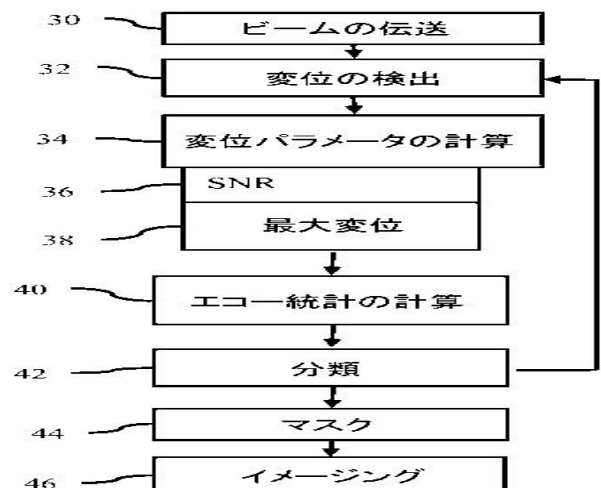 30 ビームの伝送
32 変位の検出
34 変位パラメータの計算
36 SNR
38 最大変位
40 エコー統計の計算
42 分類
44 マスク
46 イメージング